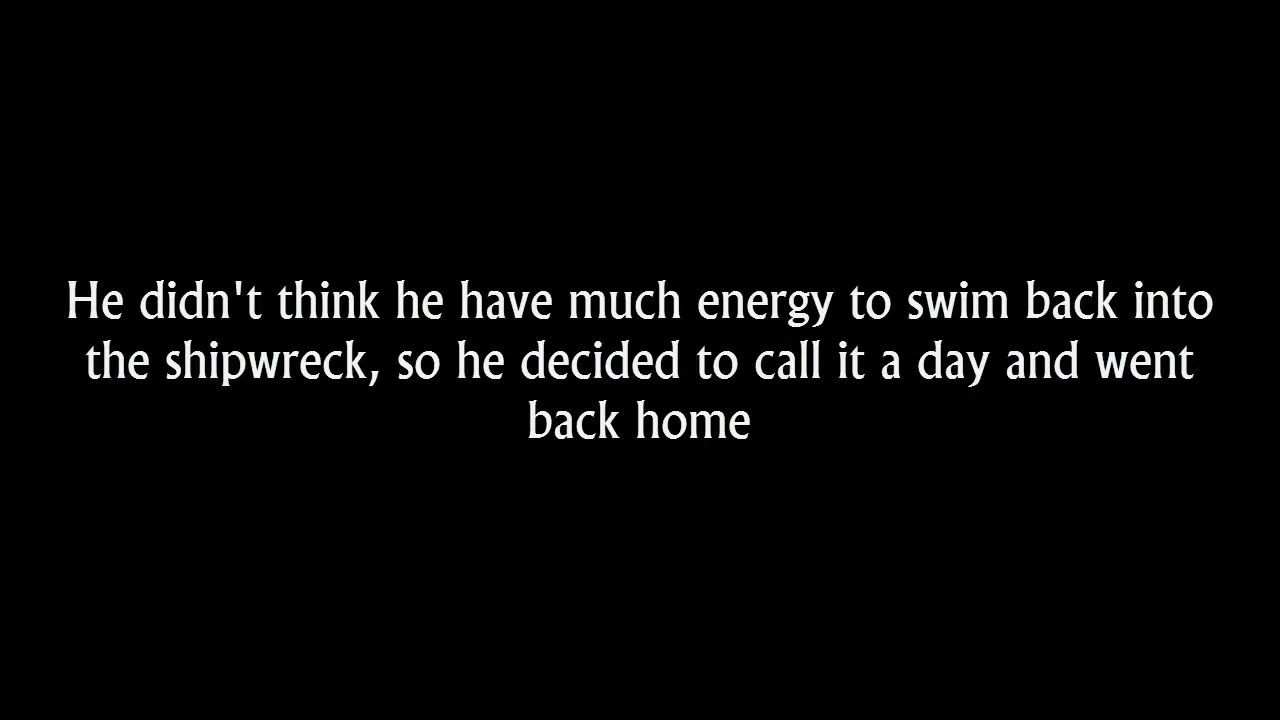 He didn't think he have much energy to swim back into
the shipwreck, so he decided to call it a day and went
back home